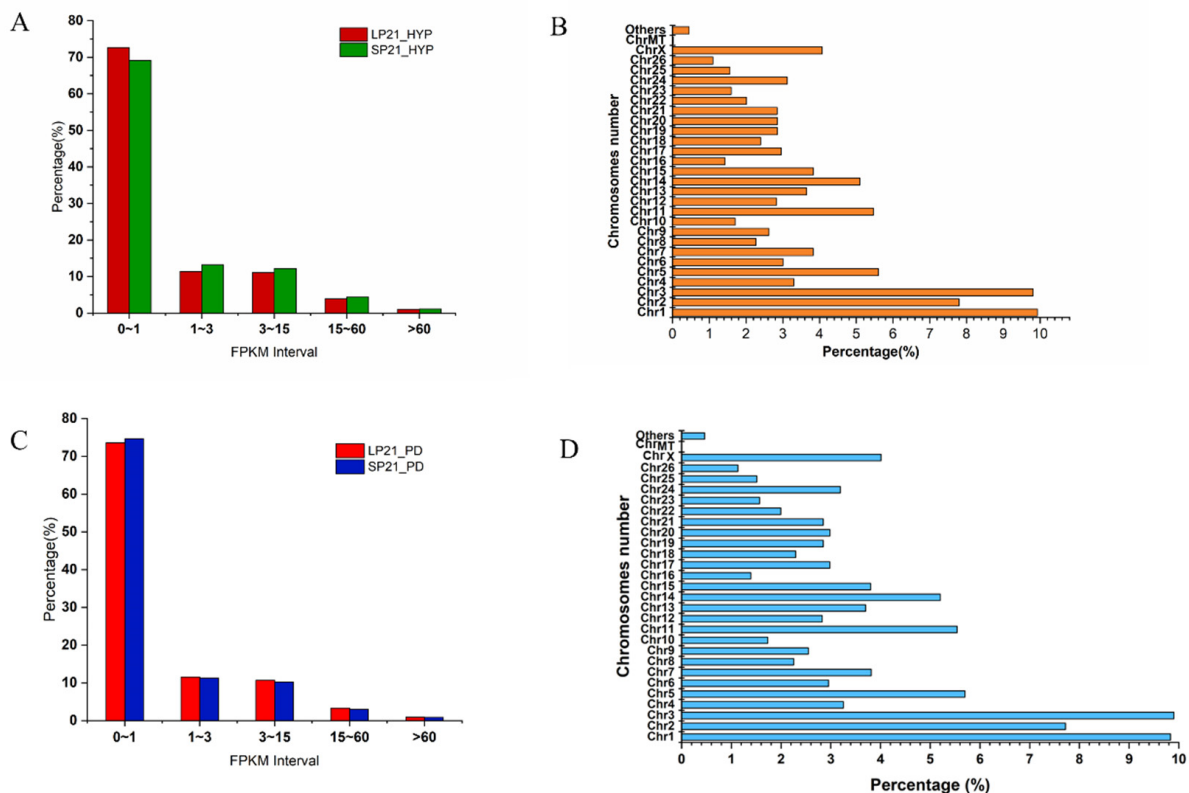 A
80
70
60
50
40
30
20
10
0
Percentage(%)
LP21_HYP
SP21_HYP
0~1 1~3 3~15 15~60 >60
FPKM Interval
B
Chromosomes number
Others
ChrMT
ChrX
Chr26
Chr25
Chr24
Chr23
Chr22
Chr21
Chr20
Chr19
Chr18
Chr17
Chr16
Chr15
Chr14
Chr13
Chr12
Chr11
Chr10
Chr9
Chr8
Chr7
Chr6
Chr5
Chr4
Chr3
Chr2
Chr1
0 1 2 3 4 5 6 7 8 9 10
Percentage(%)
C
80
70
60
50
40
30
20
10
0
Percentage(%)
LP21_PD
SP21_PD
0~1 1~3 3~15 15~60 >60
FPKM Interval
D
Chromosomes number
Others
ChrMT
Chr X
Chr26
Chr25
Chr24
Chr23
Chr22
Chr21
Chr20
Chr19
Chr18
Chr17
Chr16
Chr15
Chr14
Chr13
Chr12
Chr11
Chr10
Chr9
Chr8
Chr7
Chr6
Chr5
Chr4
Chr3
Chr2
Chr1
0 1 2 3 4 5 6 7 8 9 10
Percentage (%)